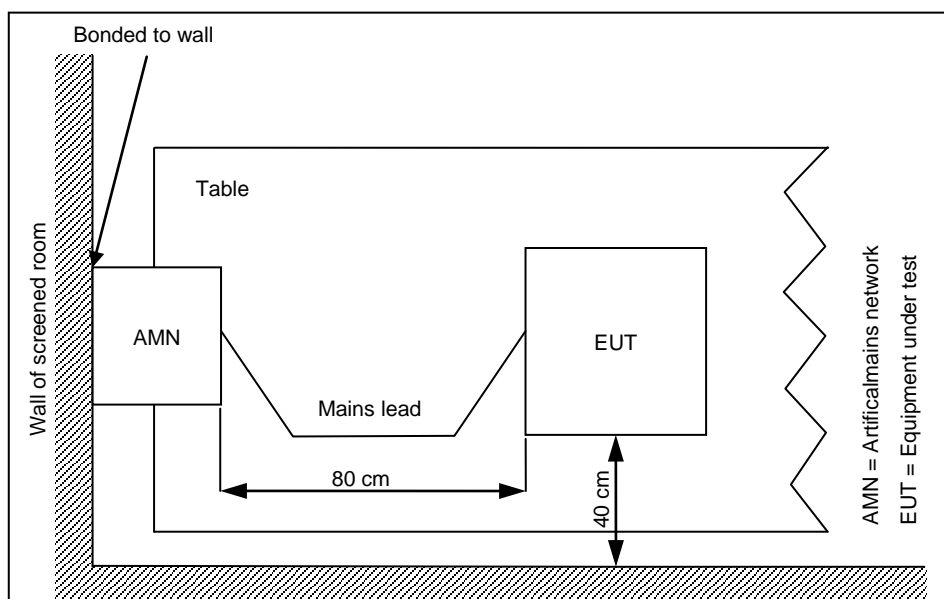 Bonded to wall
Table
Wall of screened room
AMN
EUT
Mains lead
80 cm
40 cm
AMN = Artificalmains network
EUT = Equipment under test